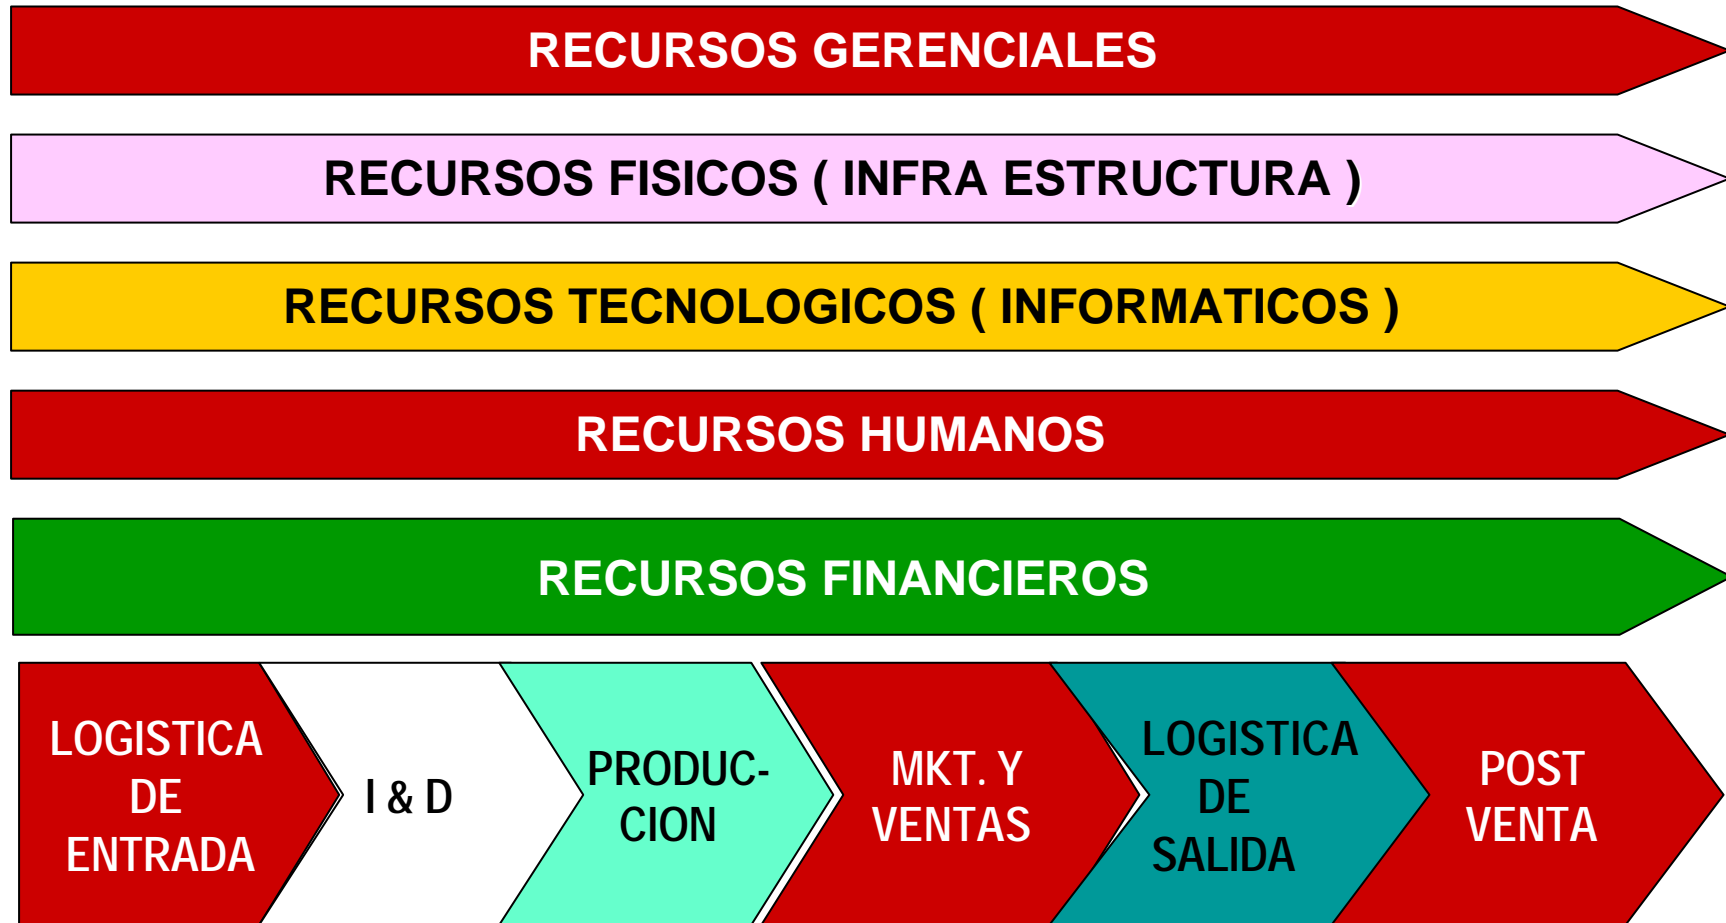 RECURSOS GERENCIALES
RECURSOS FISICOS ( INFRA ESTRUCTURA )
RECURSOS TECNOLOGICOS ( INFORMATICOS )
RECURSOS HUMANOS
RECURSOS FINANCIEROS
LOGISTICA
DE
ENTRADA
I & D
PRODUC-
CION
MKT. Y
VENTAS
LOGISTICA
DE
SALIDA
POST
VENTA